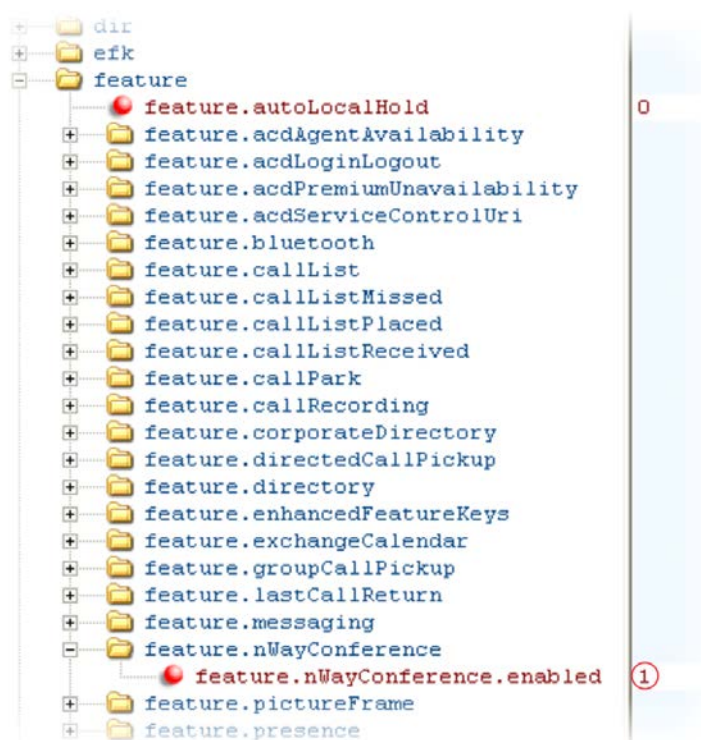 dir
efk
feature
feature.autoLocalHold 0
feature.acdAgentAvailability
feature.acdLoginLogout
feature.acdPremiumUnavailability
feature.acdServiceControlUri
feature.bluetooth
feature.callList
feature.callListMissed
feature.callListPlaced
feature.callListReceived
feature.callPark
feature.callRecording
feature.corporateDirectory
feature.directedCallPickup
feature.directory
feature.enhancedFeatureKeys
feature.exchangeCalendar
feature.groupCallPickup
feature.lastCallReturn
feature.messaging
feature.nWayConference
feature.nWayConference.enabled 1
feature.pictureFrame
feature.presence